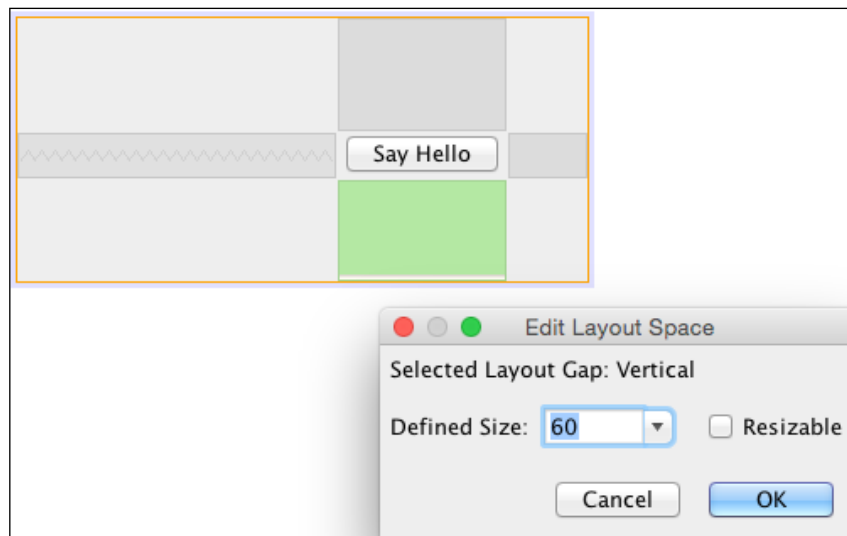 Say Hello
Edit Layout Space
Selected Layout Gap: Vertical
Defined Size: 60 Resizable
Cancel OK